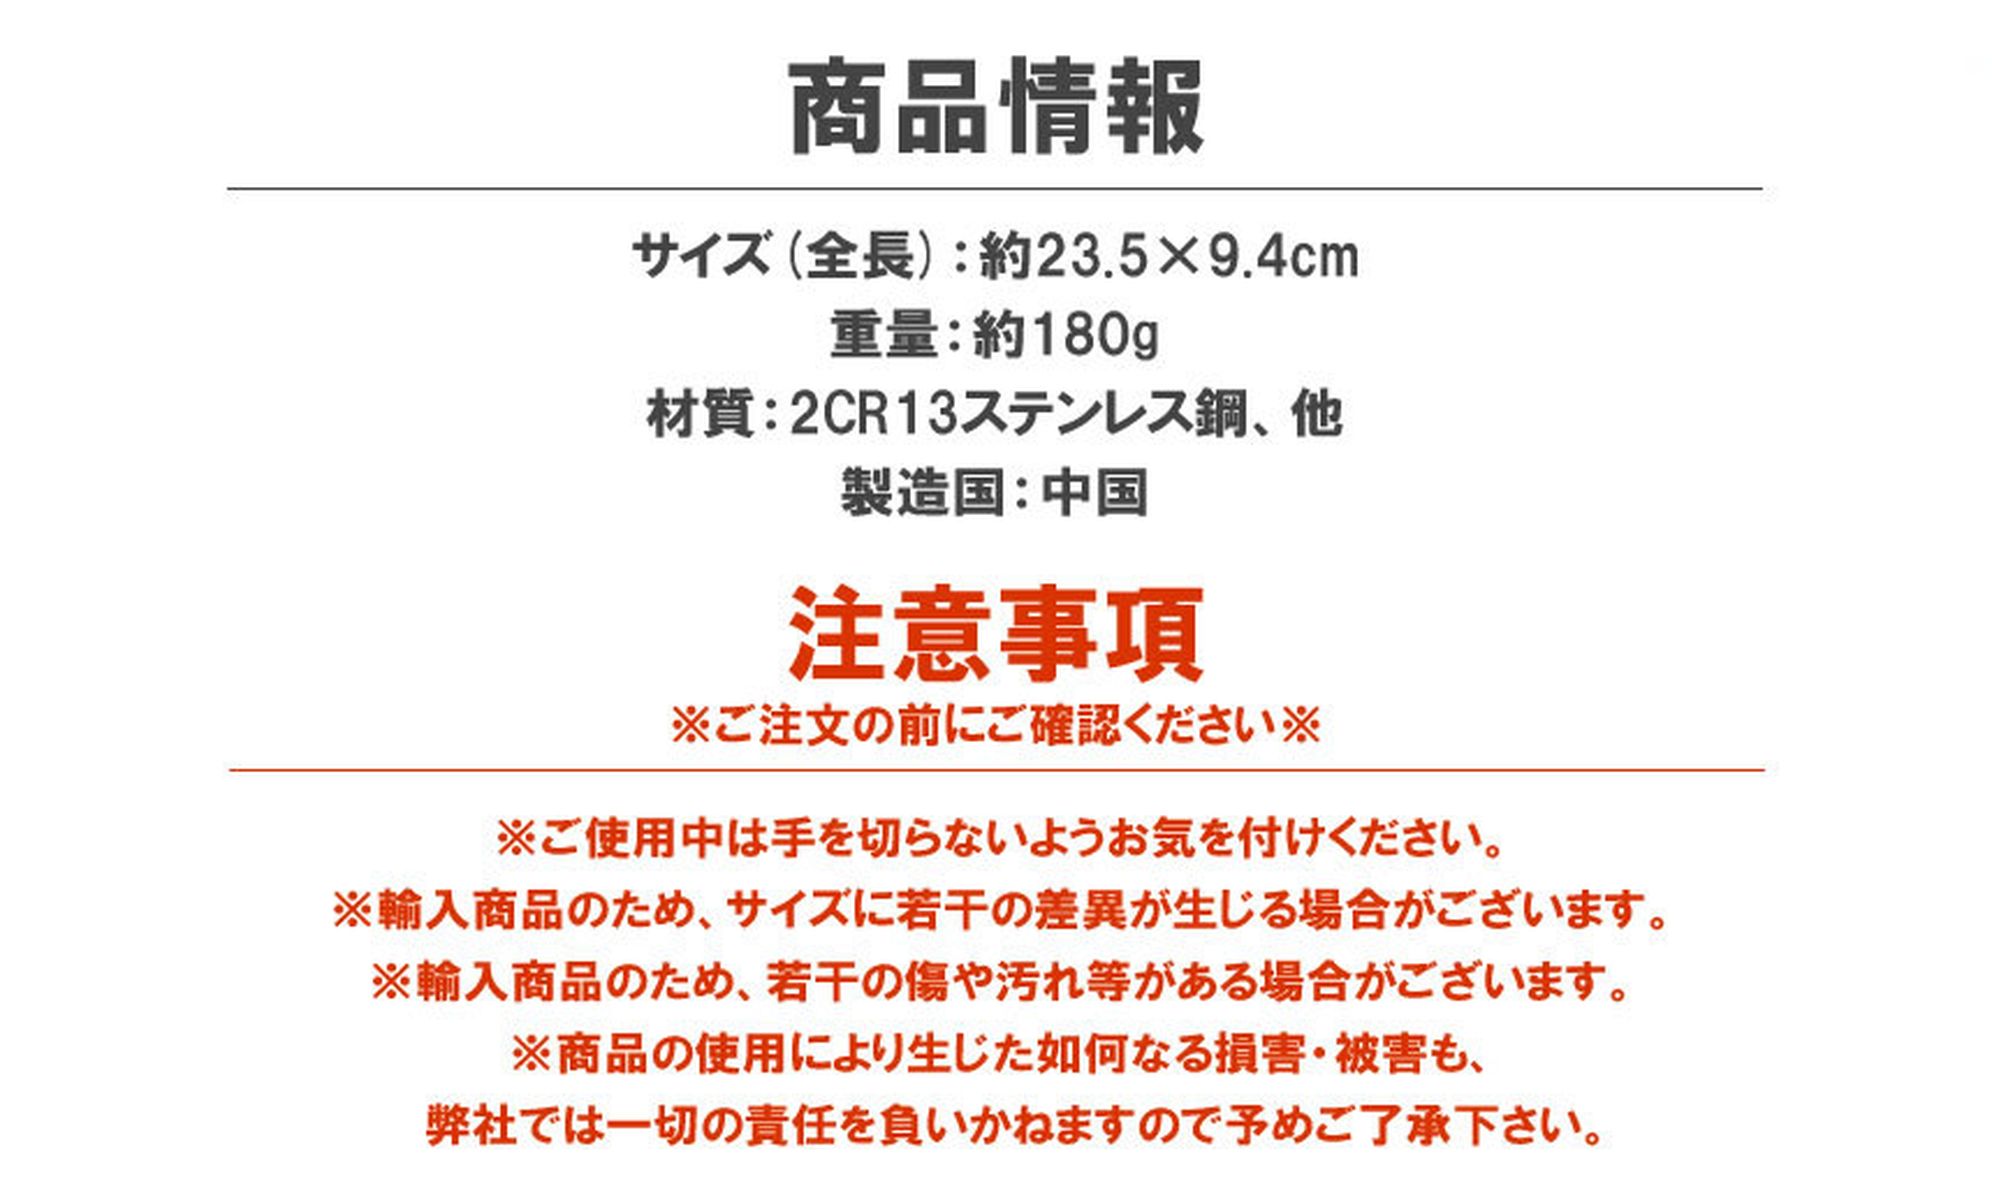 商品情報
サイズ(全長):約23.5×9.4cm
重量:約180g
材質:2CR13ステンレス鋼、他
製造国:中国
注意事項
※ご注文の前にご確認ください※
※ご使用中は手を切らないようお気を付けください。
※輸入商品のため、サイズに若干の差異が生じる場合がございます。
※輸入商品のため、若干の傷や汚れ等がある場合がございます。
※商品の使用により生じた如何なる損害・被害も、
弊社では一切の責任を負いかねますので予めご了承下さい。